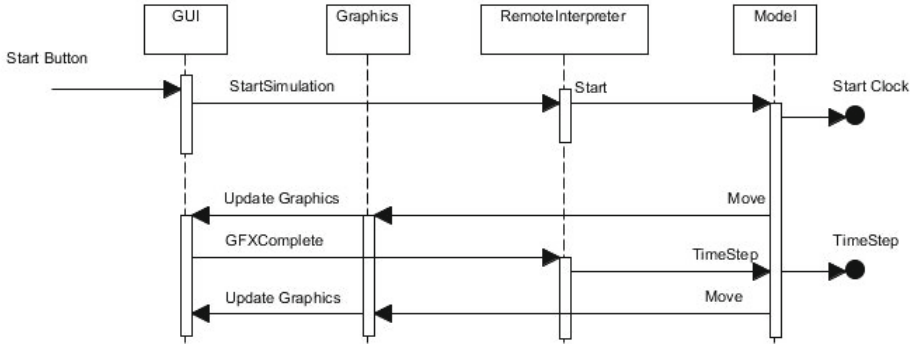 GUI
Graphics
RemoteInterpreter
Model
Start Button
StartSimulation
Start
Start Clock
Update Graphics
Move
GFXComplete
TimeStep
TimeStep
Update Graphics
Move